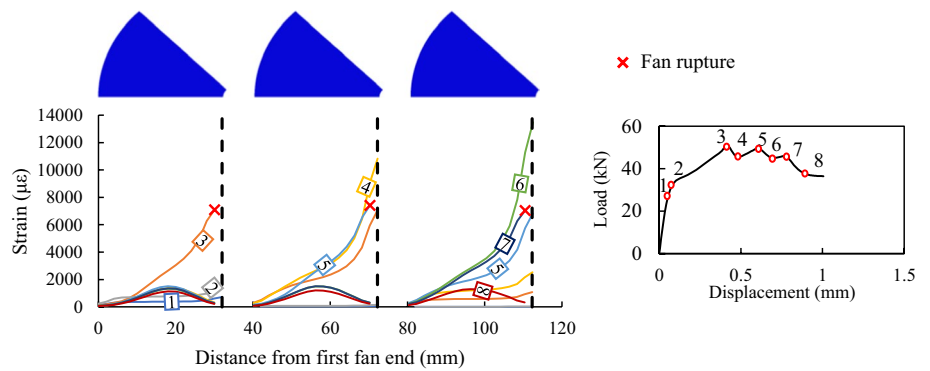 Fan rupture
14000
12000
10000
8000
6000
4000
2000
0
Strain (με)
3
1
2
4
5
6
7
5
8
0 20 40 60 80 100 120
Distance from first fan end (mm)
60
40
20
0
Load (kN)
1 2 3 4 5 6 7 8
0 0.5 1 1.5
Displacement (mm)